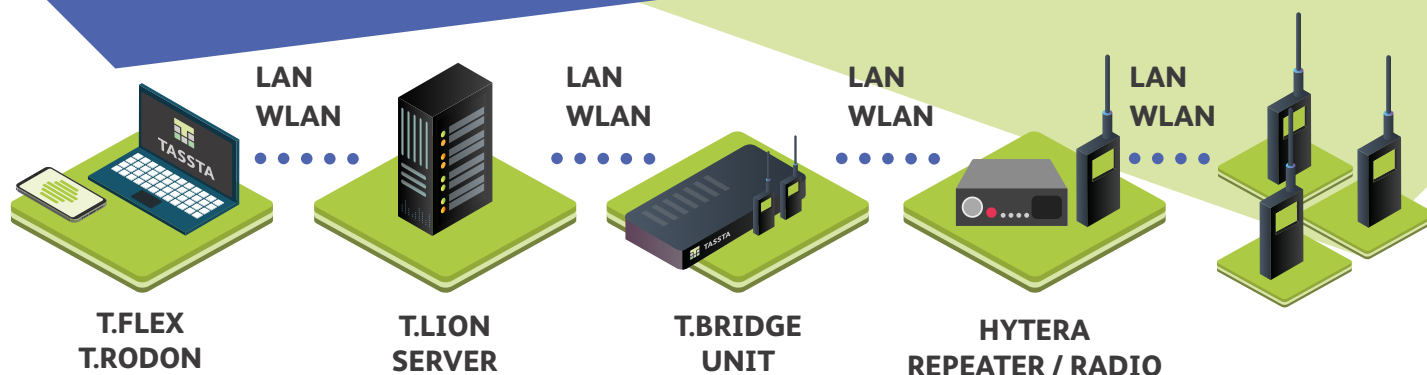 LAN
WLAN
LAN
WLAN
LAN
WLAN
LAN
WLAN
TASSTA
TASSTA
T.FLEX
T.RODON
T.LION
SERVER
T.BRIDGE
UNIT
HYTERA
REPEATER / RADIO